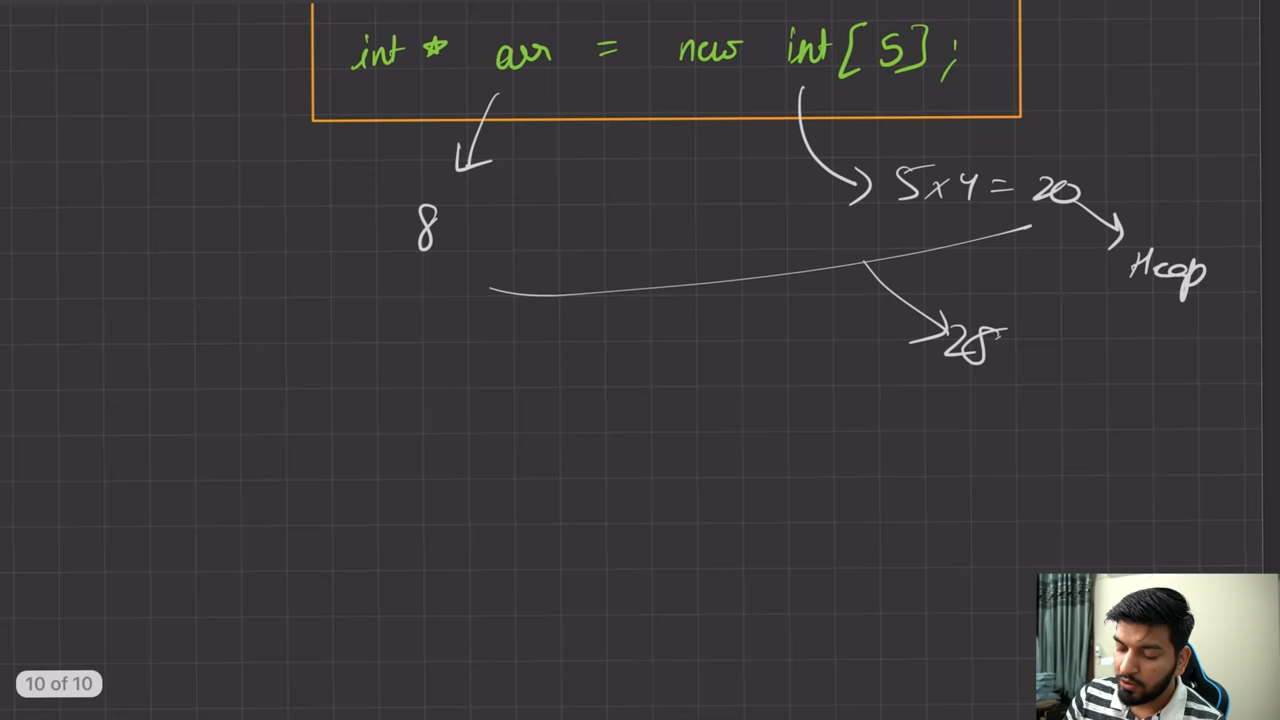 int * arr = new int[5];
8
5x4 = 20
Heap
28
10 of 10